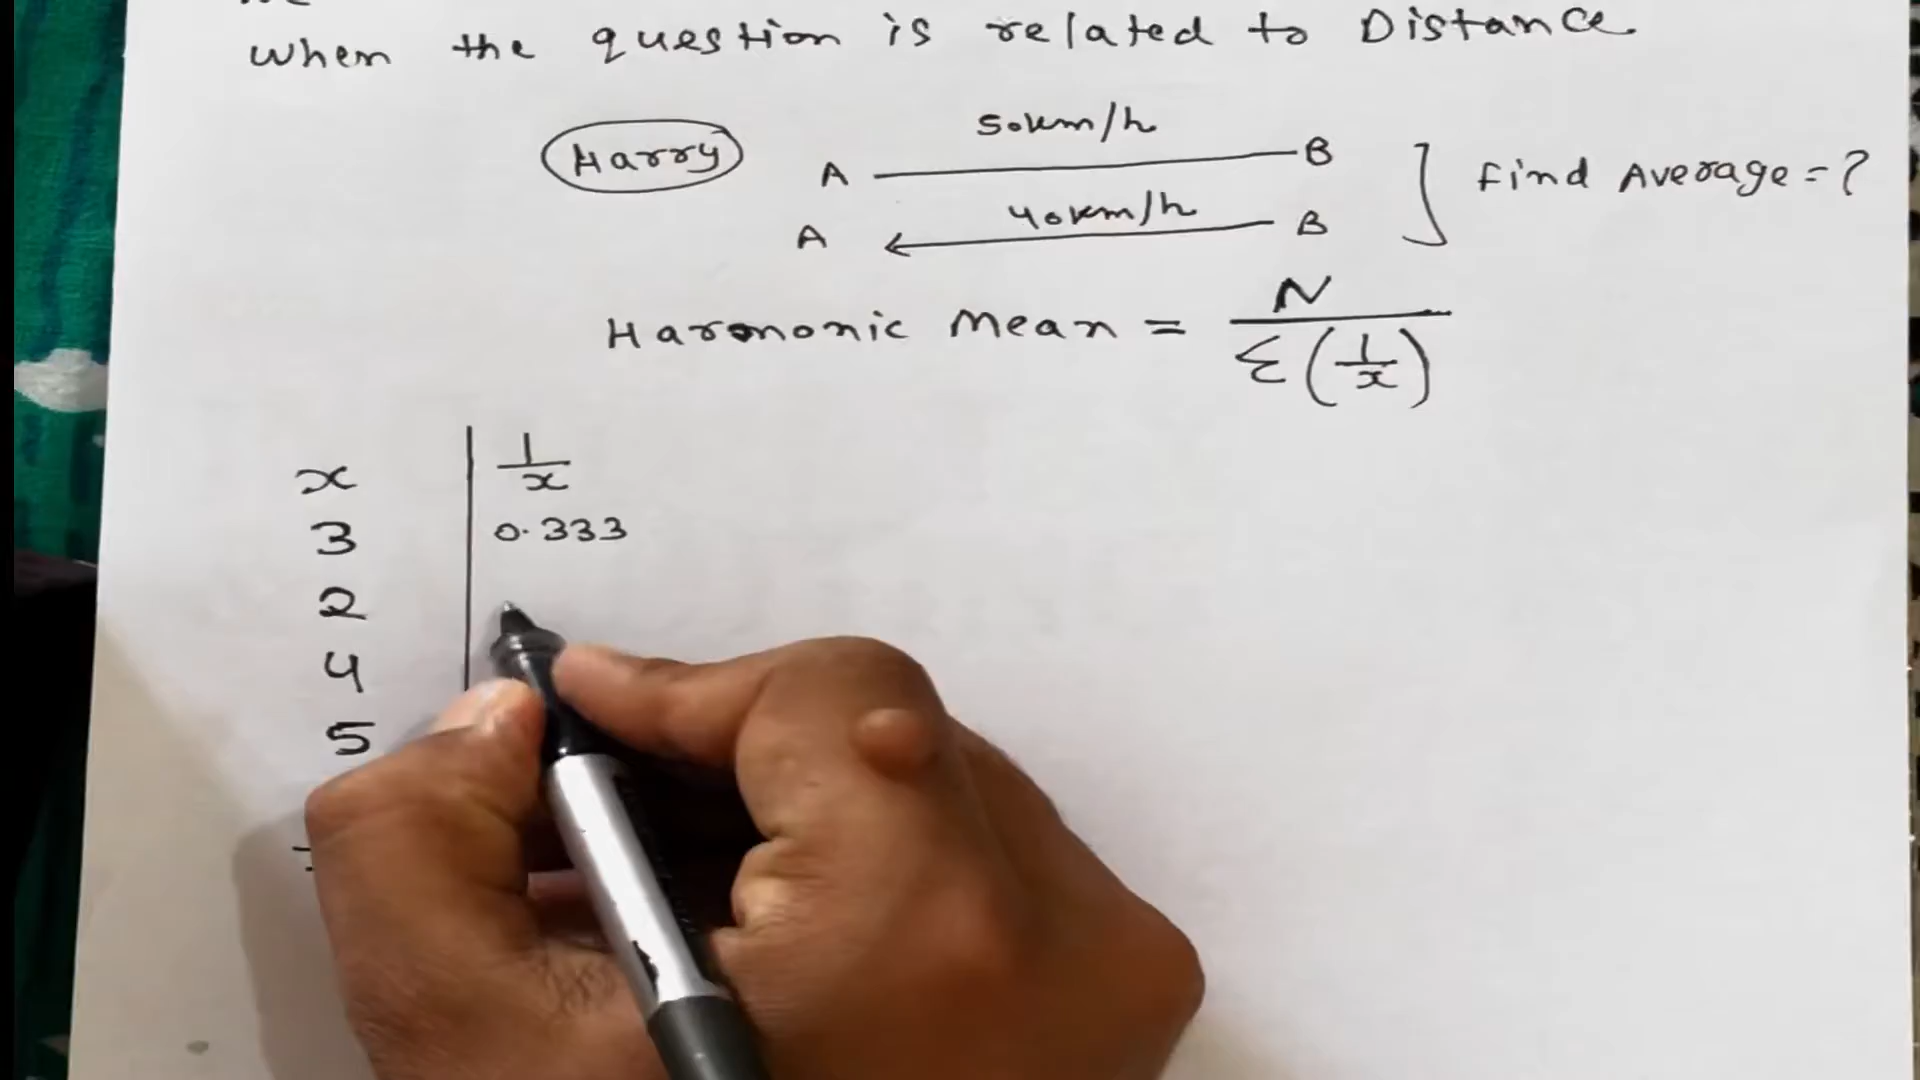 When the question is related to Distance
Harry
50km/h
A B
40km/h
A B
Find Average = ?
Harmonic Mean = N / Σ (1/x)
x 1/x
3 0.333
2
4
5